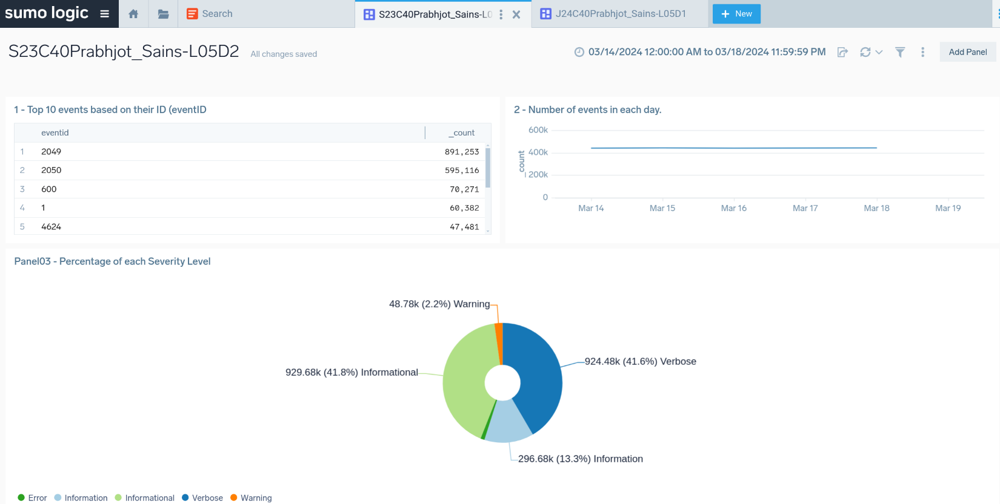 sumo logic
Search
S23C40Prabhjot_Sains-L0
J24C40Prabhjot_Sains-L05D1
+ New
S23C40Prabhjot_Sains-L05D2
All changes saved
03/14/2024 12:00:00 AM to 03/18/2024 11:59:59 PM
Add Panel
1 - Top 10 events based on their ID (eventID
eventid _count
1 2049 891,253
2 2050 595,116
3 600 70,271
4 1 60,382
5 4624 47,481
2 - Number of events in each day.
_count
600k
400k
200k
0
Mar 14 Mar 15 Mar 16 Mar 17 Mar 18 Mar 19
Panel03 - Percentage of each Severity Level
48.78k (2.2%) Warning
924.48k (41.6%) Verbose
929.68k (41.8%) Informational
296.68k (13.3%) Information
Error Information Informational Verbose Warning